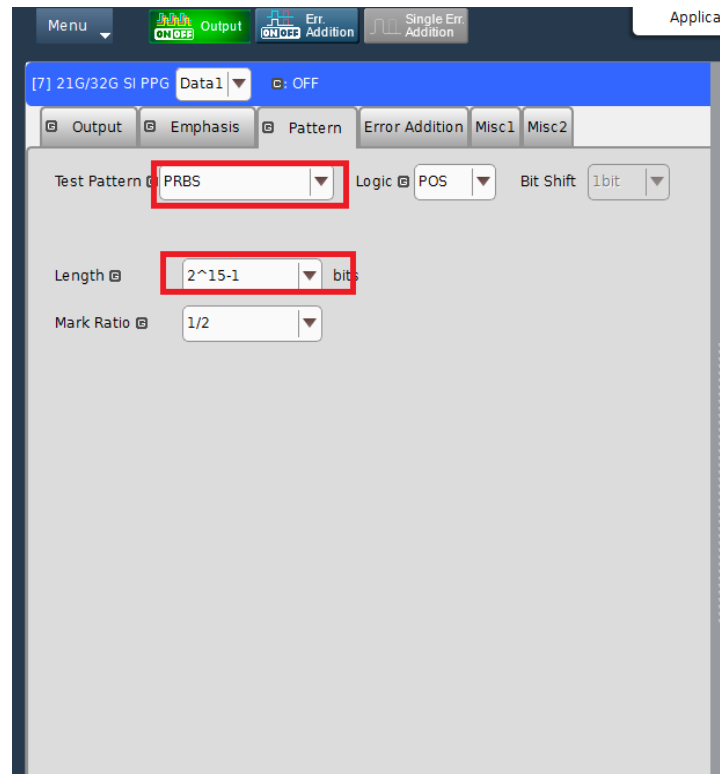 Menu ON OFF Output ON OFF Err. Addition Single Err. Addition Applica
[7] 21G/32G SI PPG Data1 C: OFF
G Output G Emphasis G Pattern Error Addition Misc1 Misc2
Test Pattern G PRBS Logic G POS Bit Shift 1bit
Length G 2^15-1 bits
Mark Ratio G 1/2